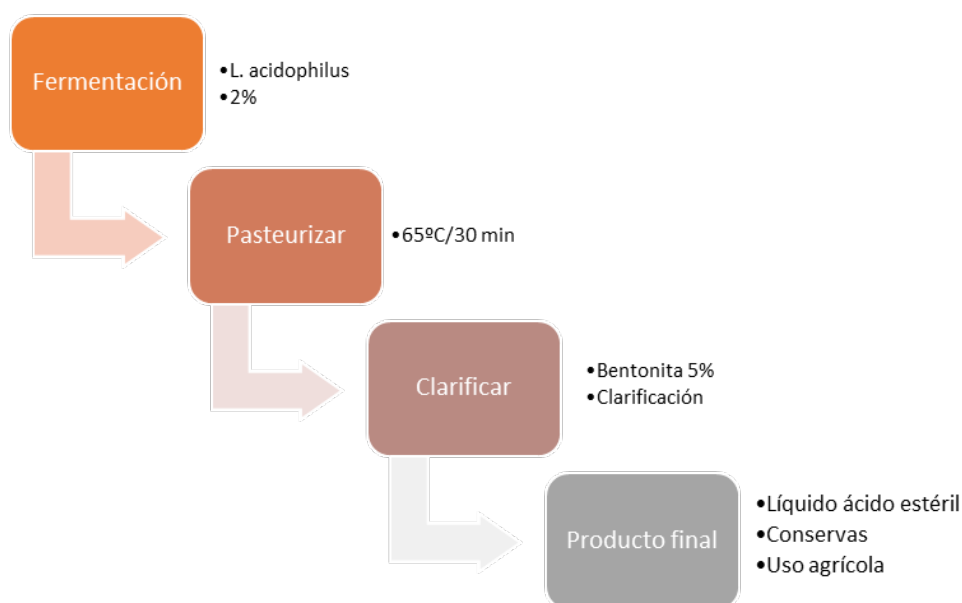 Fermentación
•L. acidophilus
•2%
Pasteurizar
•65ºC/30 min
Clarificar
•Bentonita 5%
•Clarificación
Producto final
•Líquido ácido estéril
•Conservas
•Uso agrícola